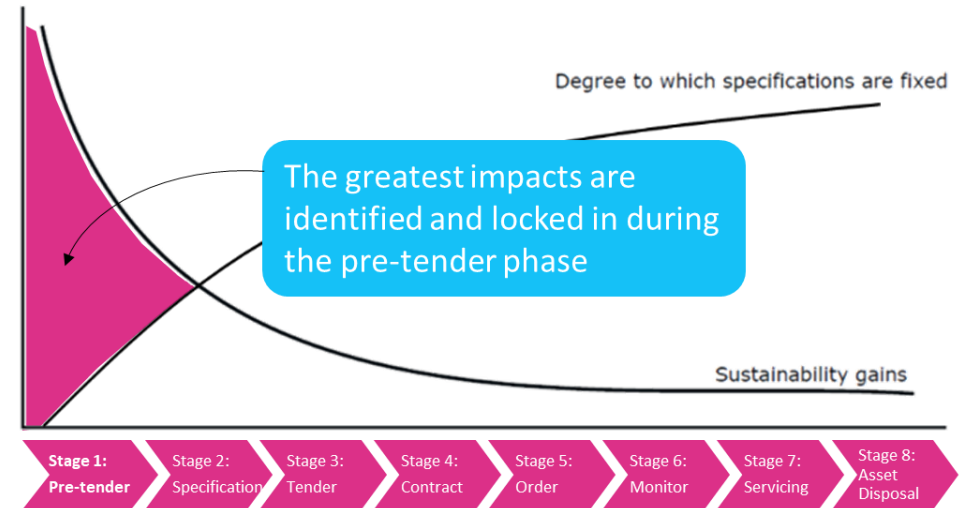 Degree to which specifications are fixed
The greatest impacts are
identified and locked in during
the pre-tender phase
Sustainability gains
Stage 1:
Pre-tender
Stage 2:
Specification
Stage 3:
Tender
Stage 4:
Contract
Stage 5:
Order
Stage 6:
Monitor
Stage 7:
Servicing
Stage 8:
Asset
Disposal